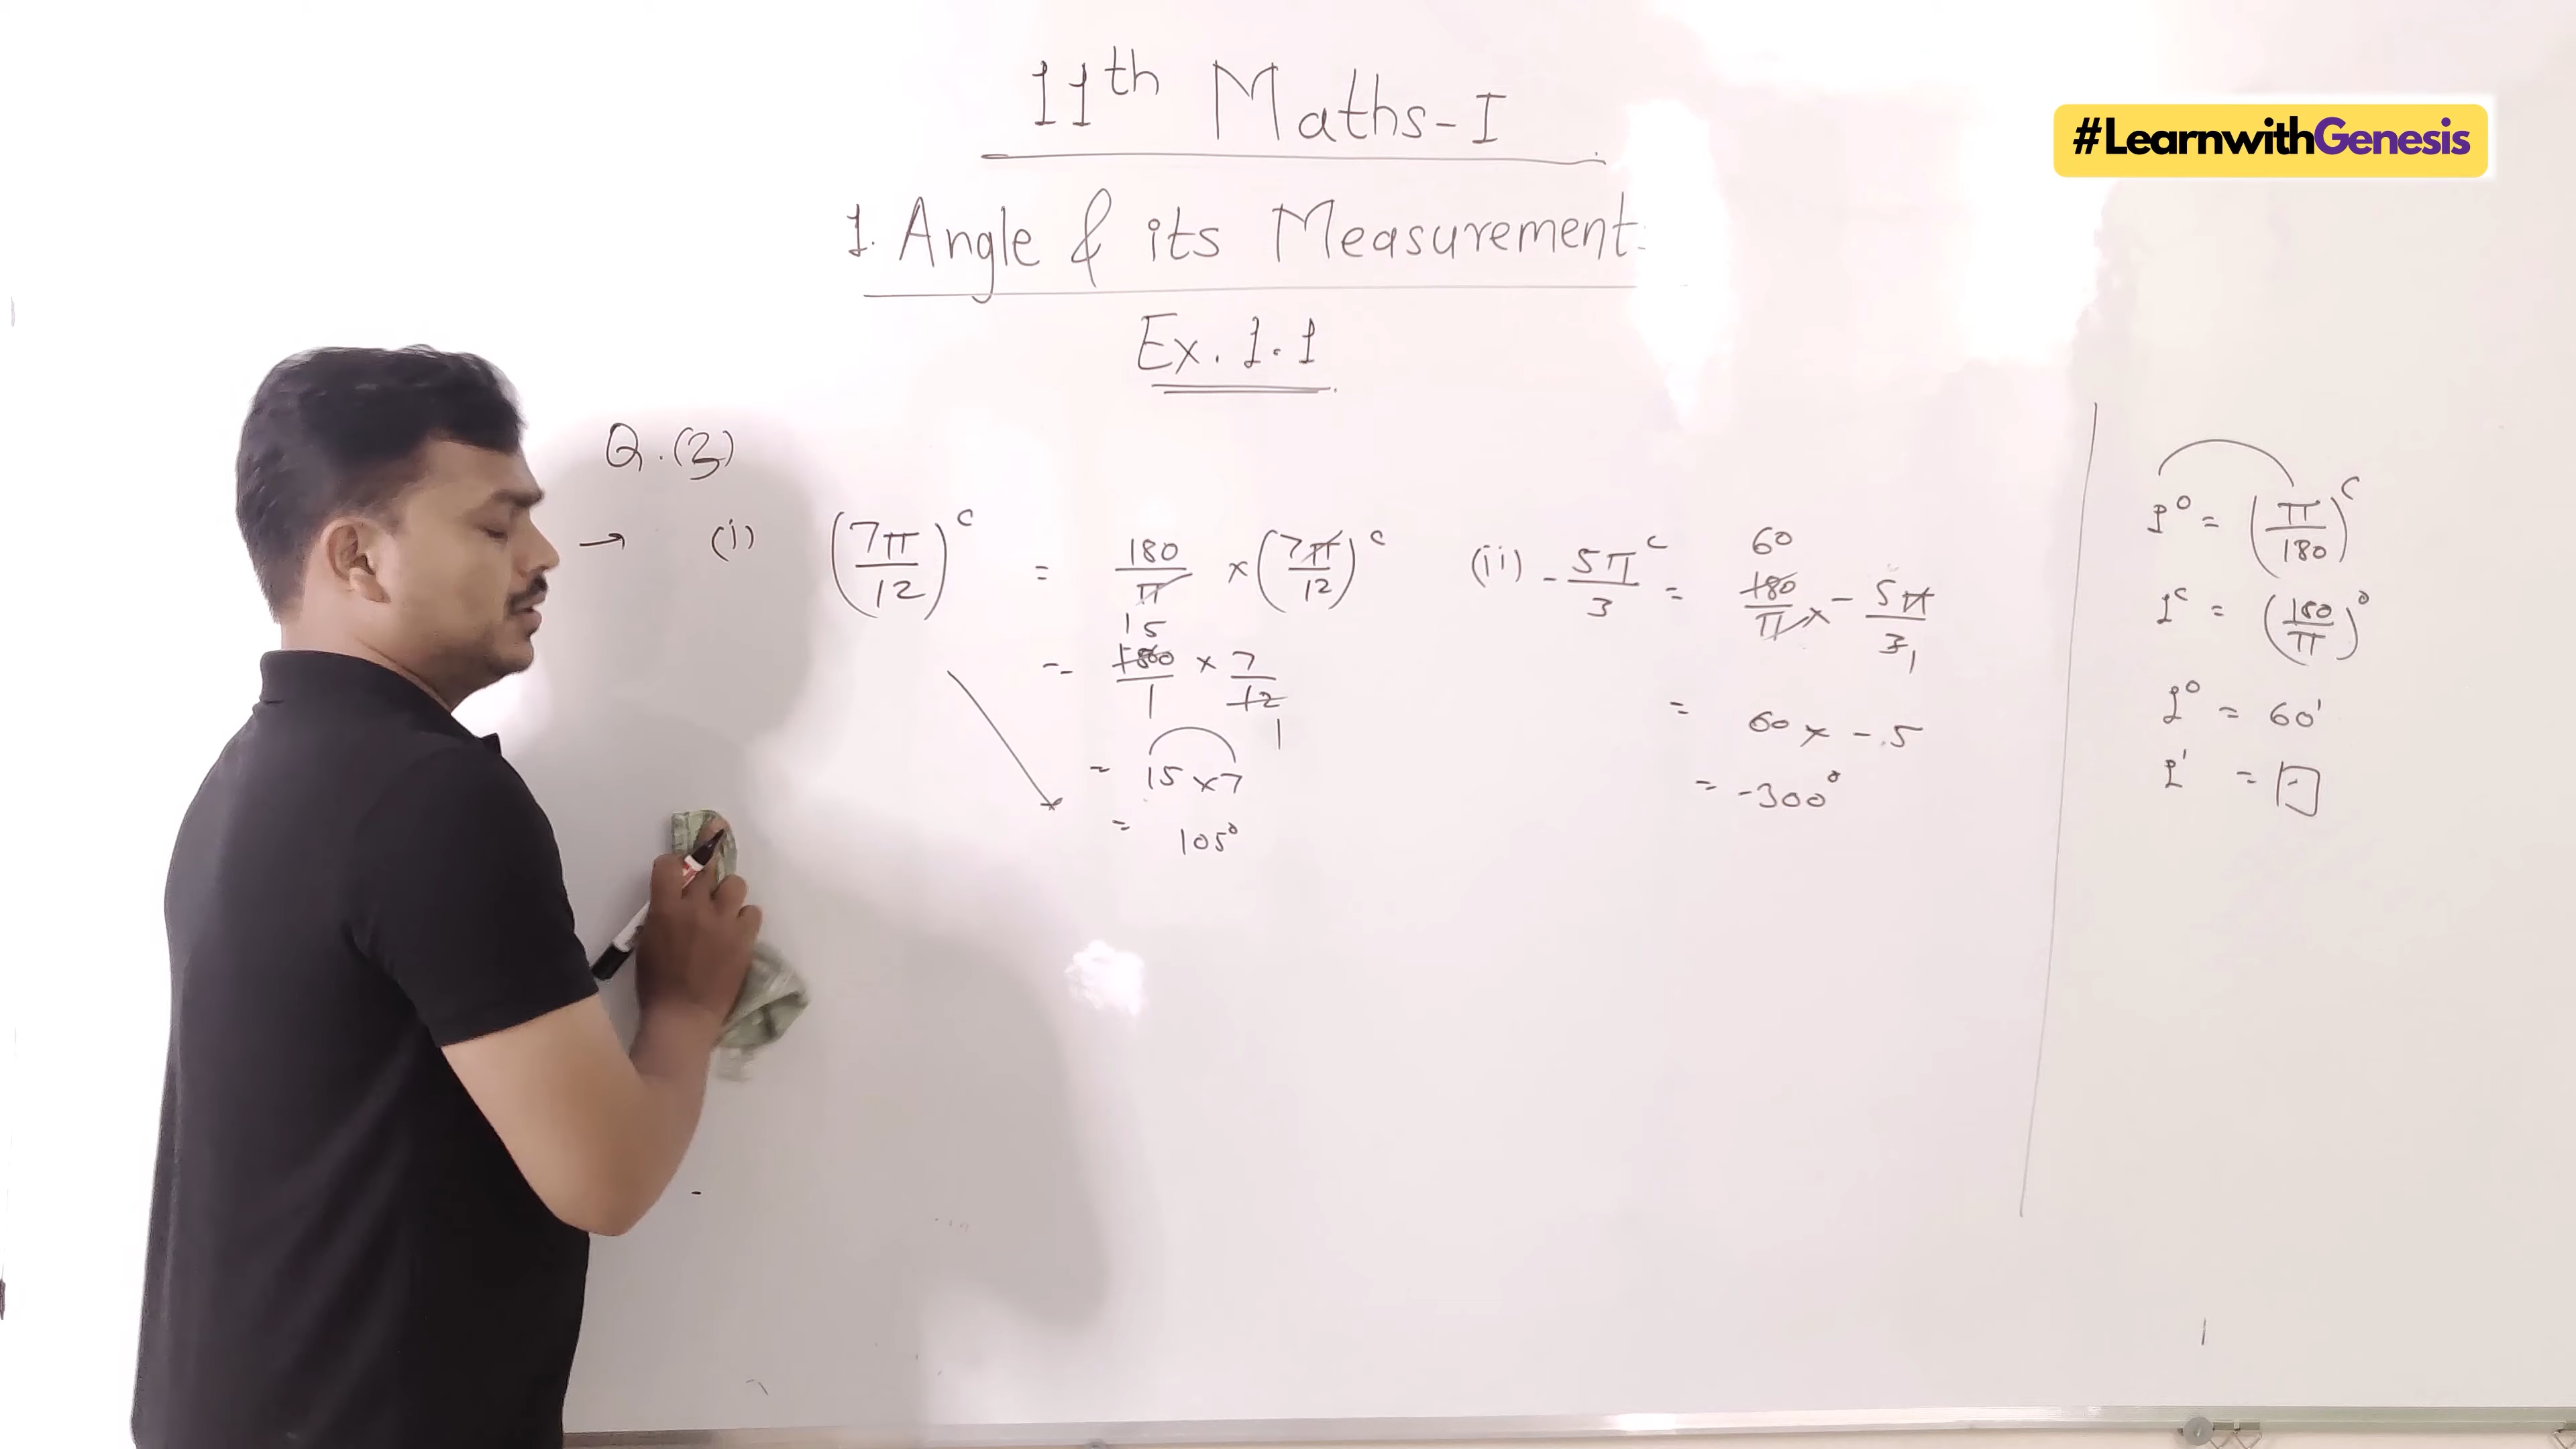 11th Maths-I
#LearnwithGenesis
1. Angle & its Measurement
Ex. 1.1
Q.(3)
→ (i) (7π/12)^c = 180/π × (7π/12)^c
15
= 180/1 × 7/12
1
= 15 × 7
= 105°
(ii) -5π/3^c = 180/π × -5π/3
60
1
= 60 × -5
= -300°
1° = (π/180)^c
1^c = (180/π)°
1° = 60'
1' =